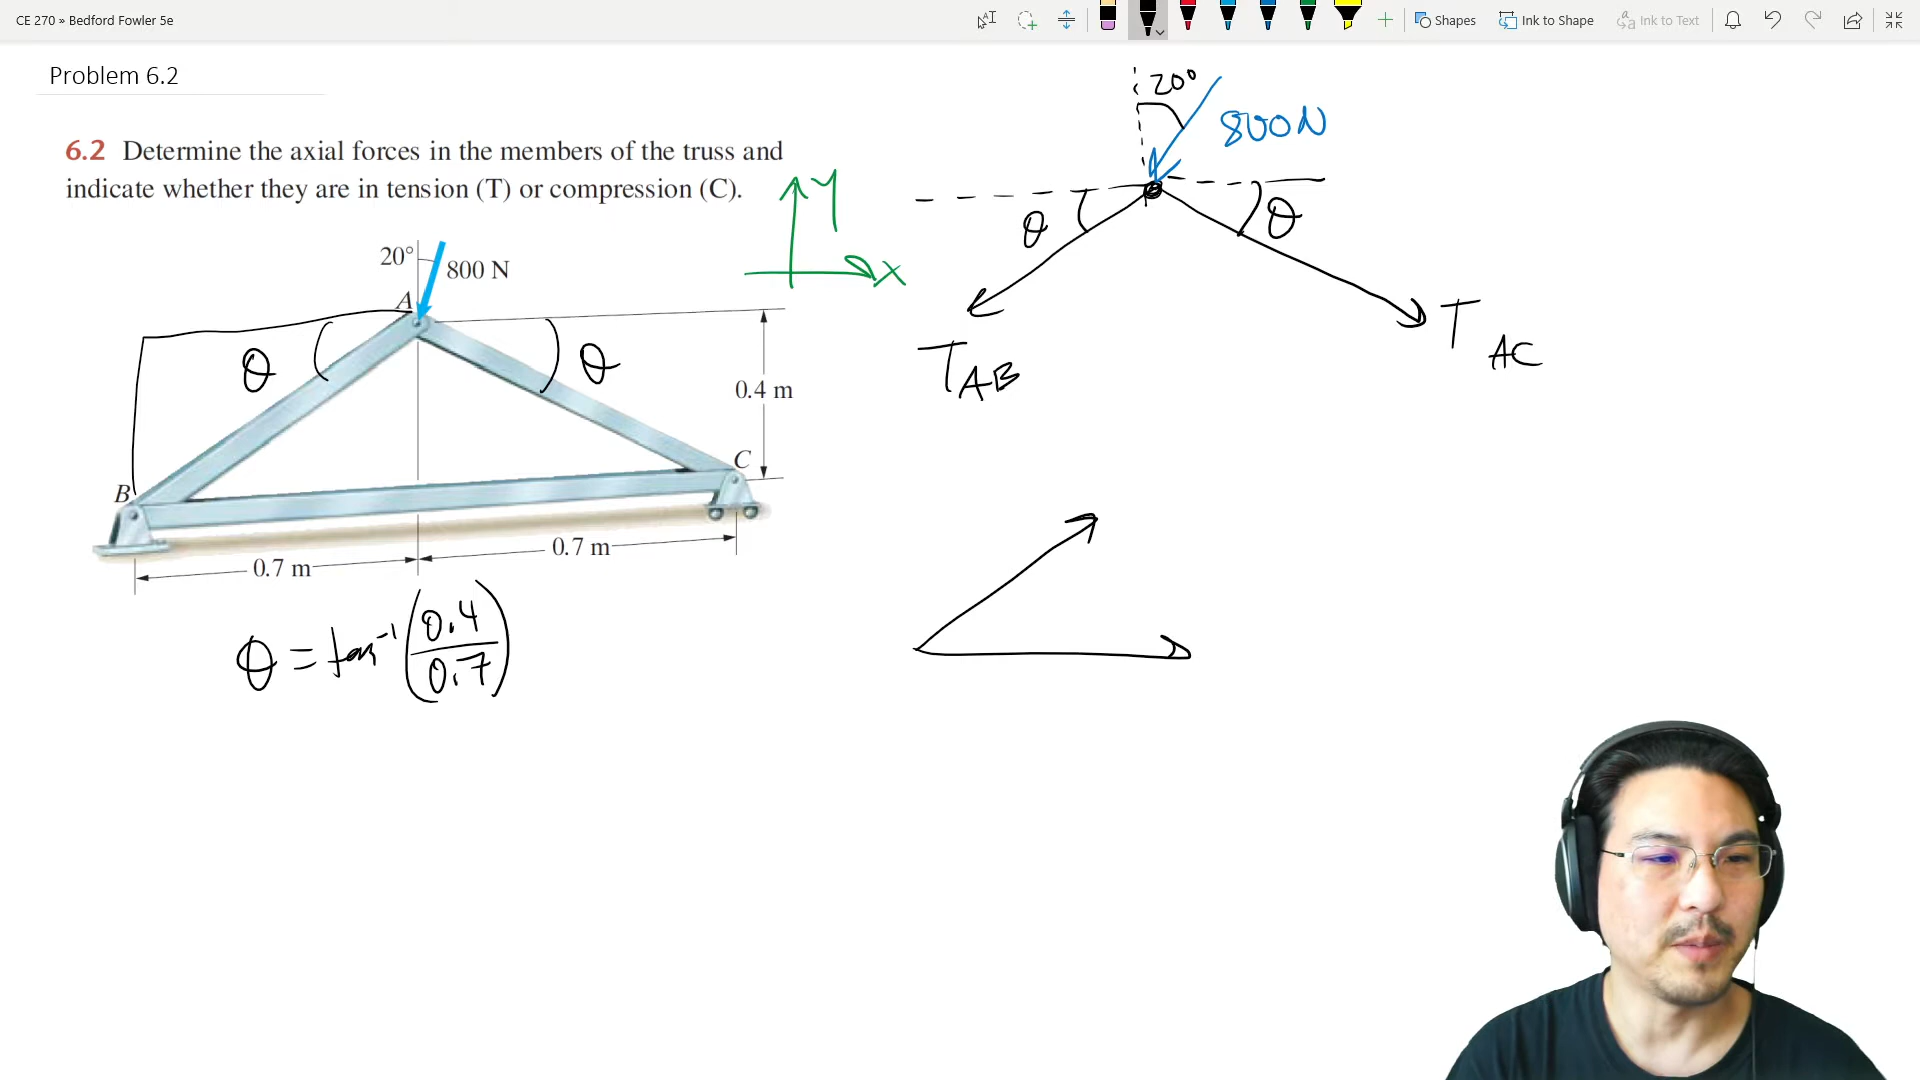 CE 270 » Bedford Fowler 5e
Shapes
Ink to Shape
Ink to Text
Problem 6.2
6.2 Determine the axial forces in the members of the truss and
indicate whether they are in tension (T) or compression (C).
20°
800 N
A
θ
θ
0.4 m
B
C
0.7 m
0.7 m
θ = tan⁻¹(0.4/0.7)
Y
X
20°
800N
θ
θ
T AB
T AC